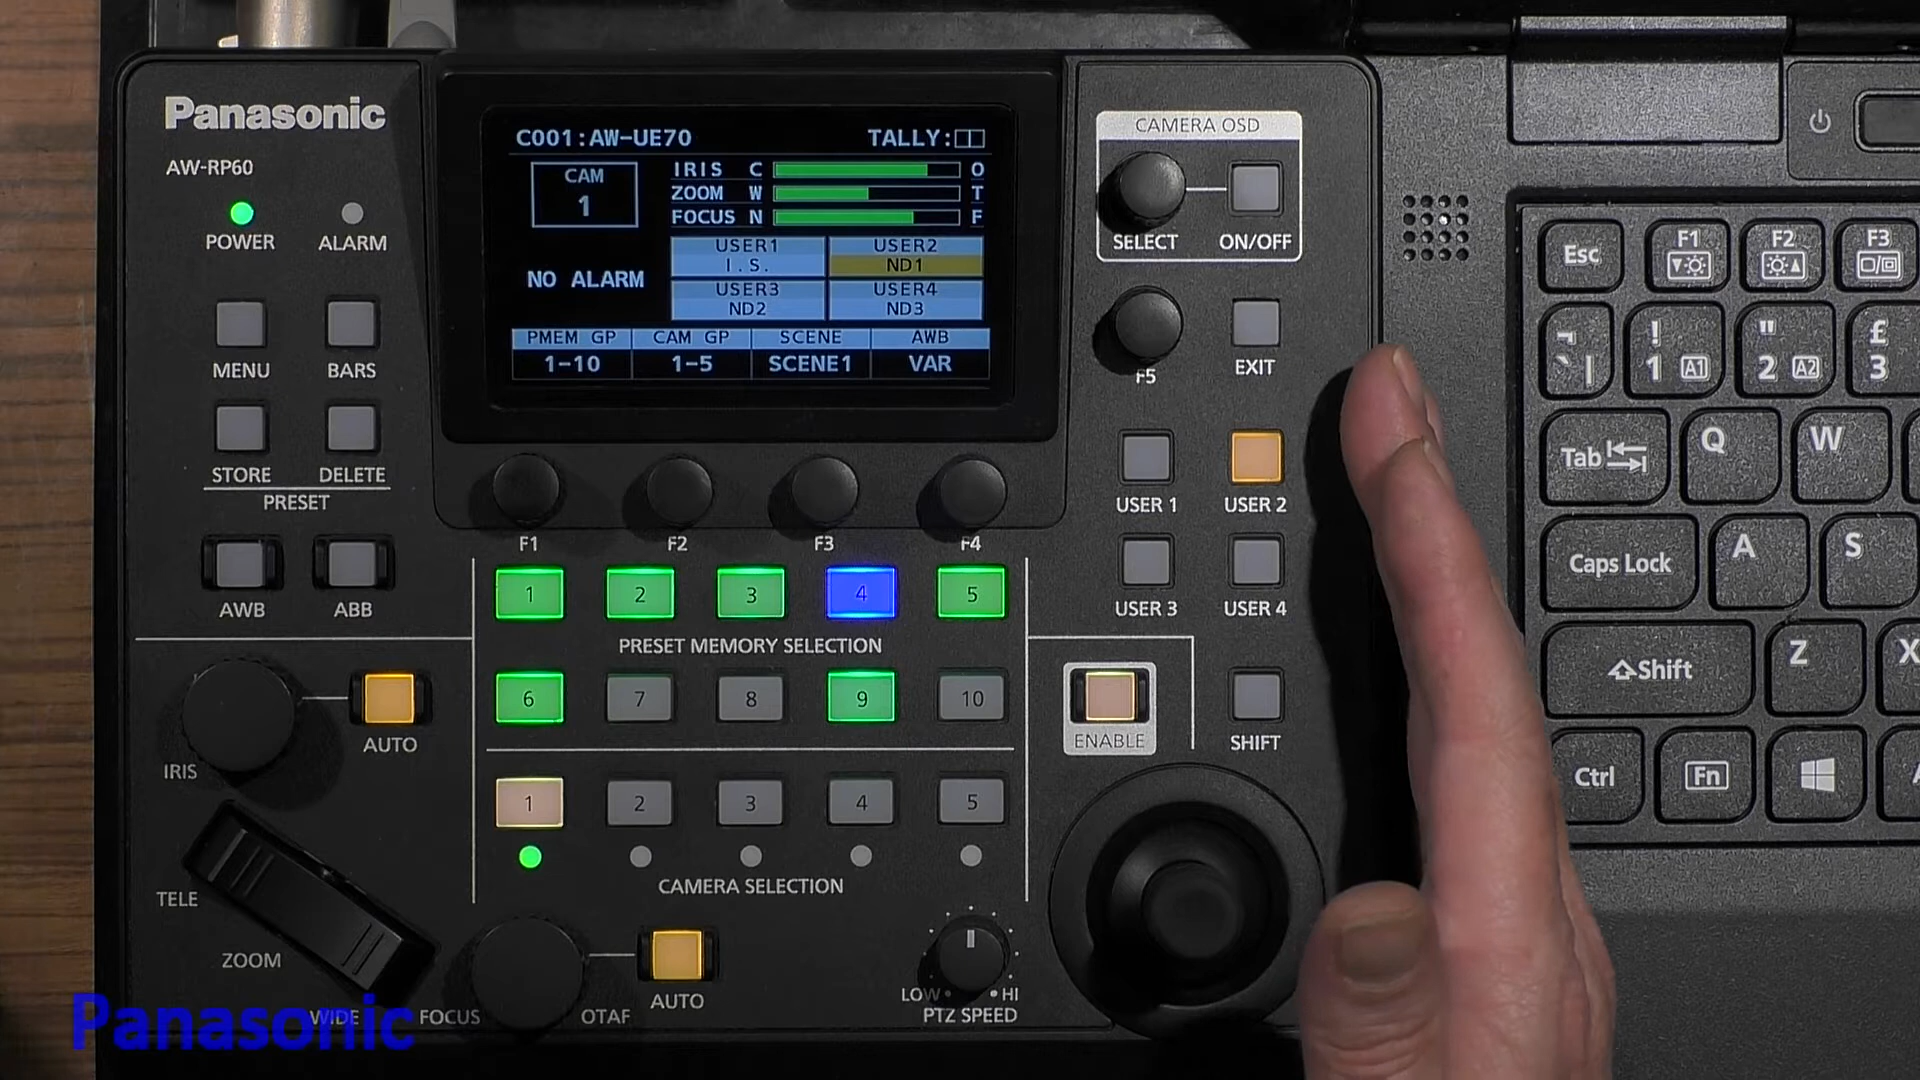 Panasonic
AW-RP60
POWER ALARM
MENU BARS
STORE DELETE
PRESET
AWB ABB
C001:AW-UE70 TALLY:
CAM
1
IRIS C O
ZOOM W T
FOCUS N F
NO ALARM
USER1 USER2
I.S. ND1
USER3 USER4
ND2 ND3
PMEM GP CAM GP SCENE AWB
1-10 1-5 SCENE1 VAR
F1 F2 F3 F4
CAMERA OSD
SELECT ON/OFF
F5 EXIT
USER 1 USER 2
USER 3 USER 4
1 2 3 4 5
PRESET MEMORY SELECTION
6 7 8 9 10
ENABLE SHIFT
IRIS AUTO
1 2 3 4 5
CAMERA SELECTION
TELE
ZOOM
WIDE FOCUS OTAF
AUTO
LOW HI
PTZ SPEED
Panasonic
Esc F1 F2 F3
¬ ` | ! 1 A1 " 2 A2 £ 3
Tab Q W
Caps Lock A S
Shift Z X
Ctrl Fn